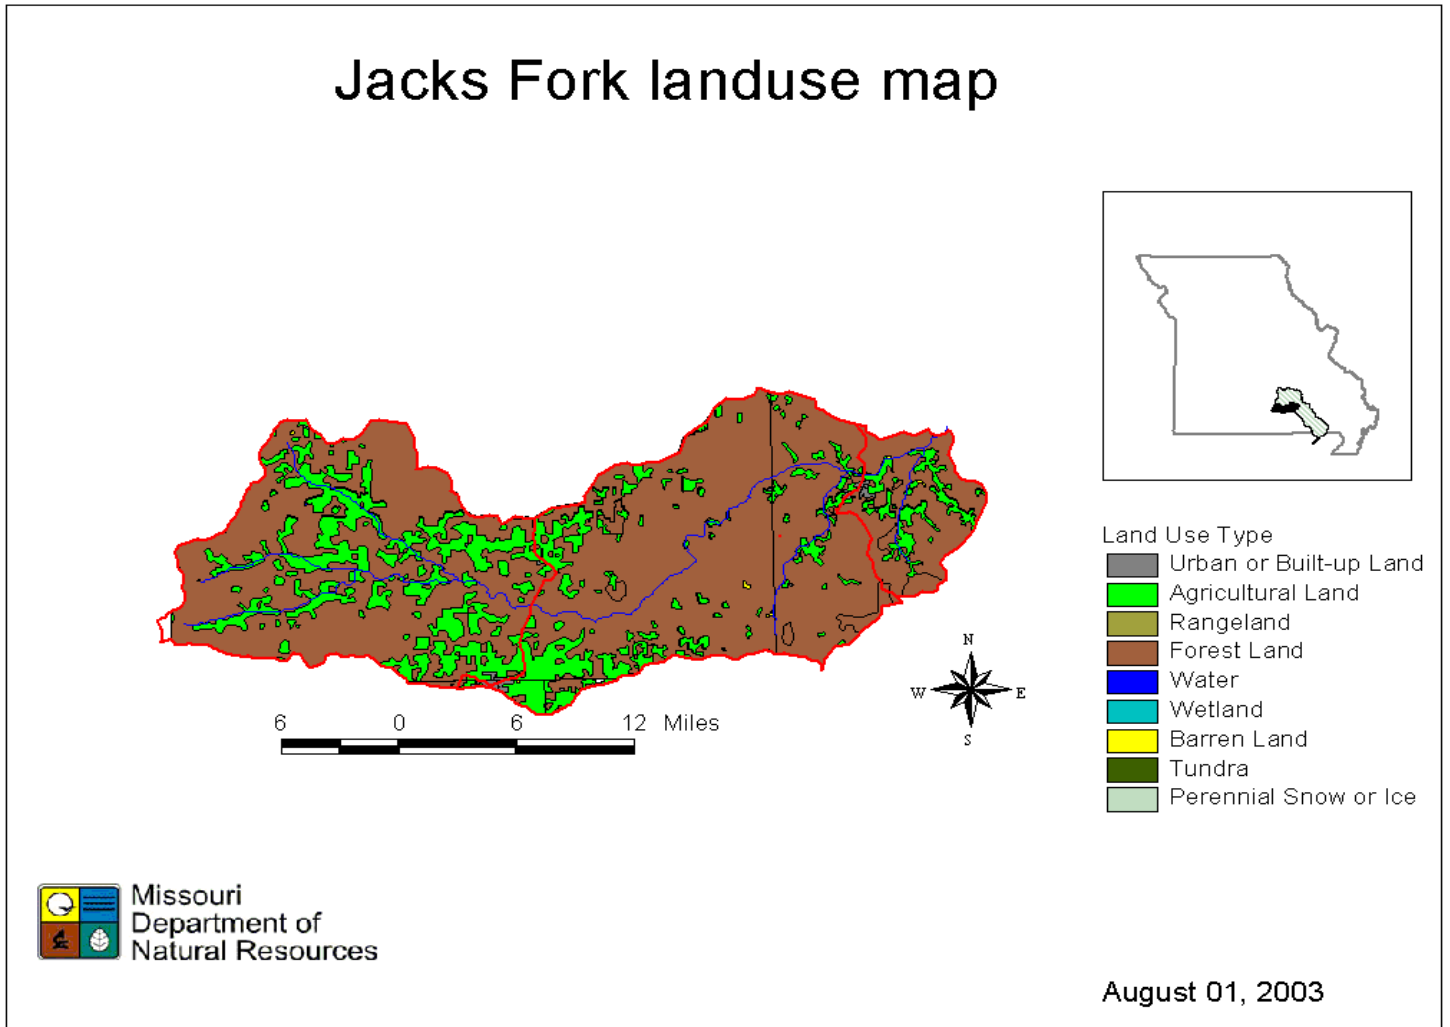 Jacks Fork landuse map
Land Use Type
Urban or Built-up Land
Agricultural Land
Rangeland
Forest Land
Water
Wetland
Barren Land
Tundra
Perennial Snow or Ice
N
W E
S
6 0 6 12 Miles
Missouri
Department of
Natural Resources
August 01, 2003